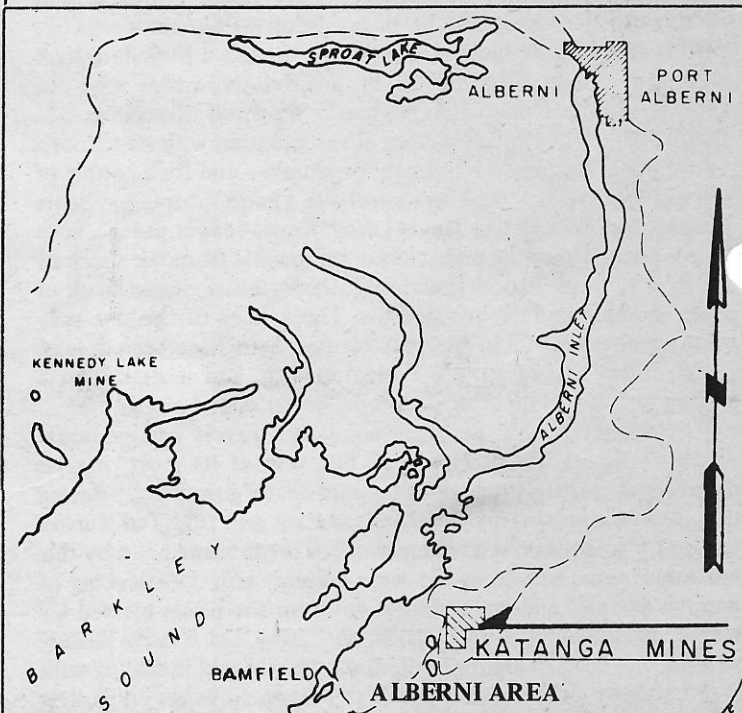 SPROAT LAKE
ALBERNI
PORT
ALBERNI
ALBERNI INLET
N
KENNEDY LAKE
MINE
BARKLEY
SOUND
BAMFIELD
KATANGA MINES
ALBERNI AREA